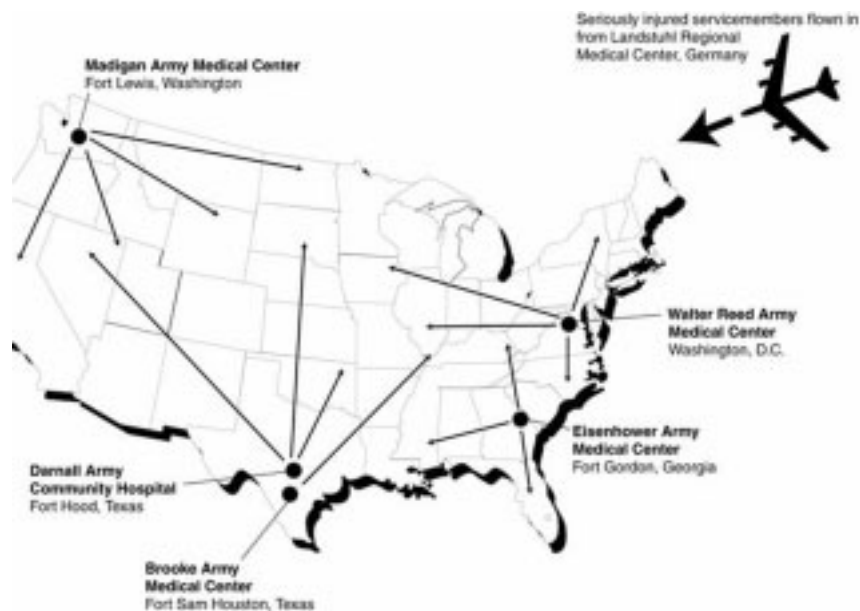 Seriously injured servicemembers flown in
from Landstuhl Regional
Medical Center, Germany
Madigan Army Medical Center
Fort Lewis, Washington
Walter Reed Army
Medical Center
Washington, D.C.
Eisenhower Army
Medical Center
Fort Gordon, Georgia
Darnall Army
Community Hospital
Fort Hood, Texas
Brooke Army
Medical Center
Fort Sam Houston, Texas